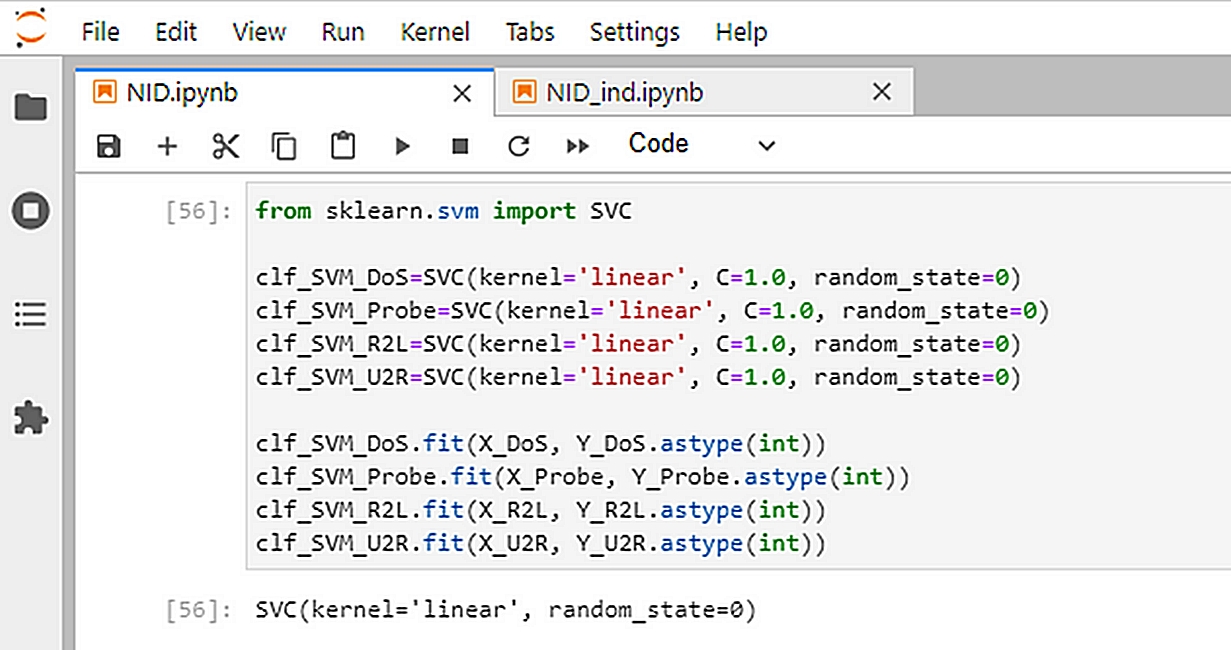 File Edit View Run Kernel Tabs Settings Help
NID.ipynb NID_ind.ipynb
Code
[56]: from sklearn.svm import SVC
clf_SVM_DoS=SVC(kernel='linear', C=1.0, random_state=0)
clf_SVM_Probe=SVC(kernel='linear', C=1.0, random_state=0)
clf_SVM_R2L=SVC(kernel='linear', C=1.0, random_state=0)
clf_SVM_U2R=SVC(kernel='linear', C=1.0, random_state=0)
clf_SVM_DoS.fit(X_DoS, Y_DoS.astype(int))
clf_SVM_Probe.fit(X_Probe, Y_Probe.astype(int))
clf_SVM_R2L.fit(X_R2L, Y_R2L.astype(int))
clf_SVM_U2R.fit(X_U2R, Y_U2R.astype(int))
[56]: SVC(kernel='linear', random_state=0)